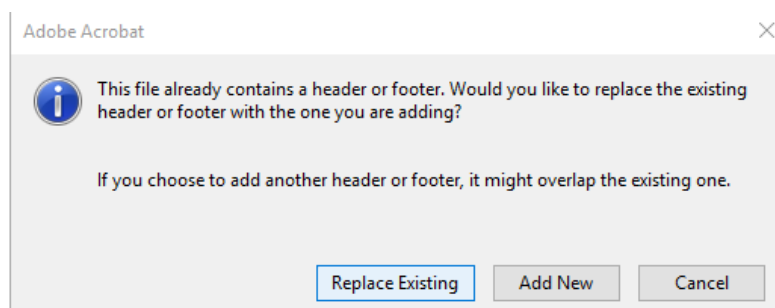 Adobe Acrobat
This file already contains a header or footer. Would you like to replace the existing
header or footer with the one you are adding?
If you choose to add another header or footer, it might overlap the existing one.
Replace Existing
Add New
Cancel